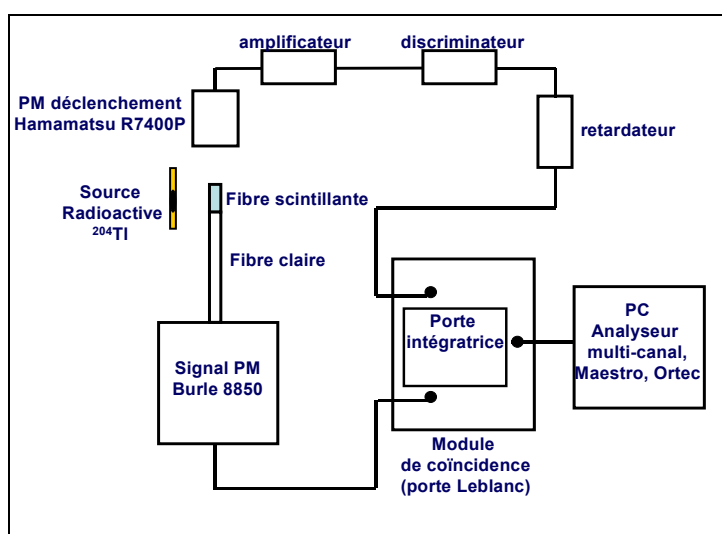 amplificateur
discriminateur
PM déclenchement
Hamamatsu R7400P
retardateur
Source
Radioactive
²⁰⁴Tl
Fibre scintillante
Fibre claire
Signal PM
Burle 8850
Porte
intégratrice
PC
Analyseur
multi-canal,
Maestro, Ortec
Module
de coïncidence
(porte Leblanc)